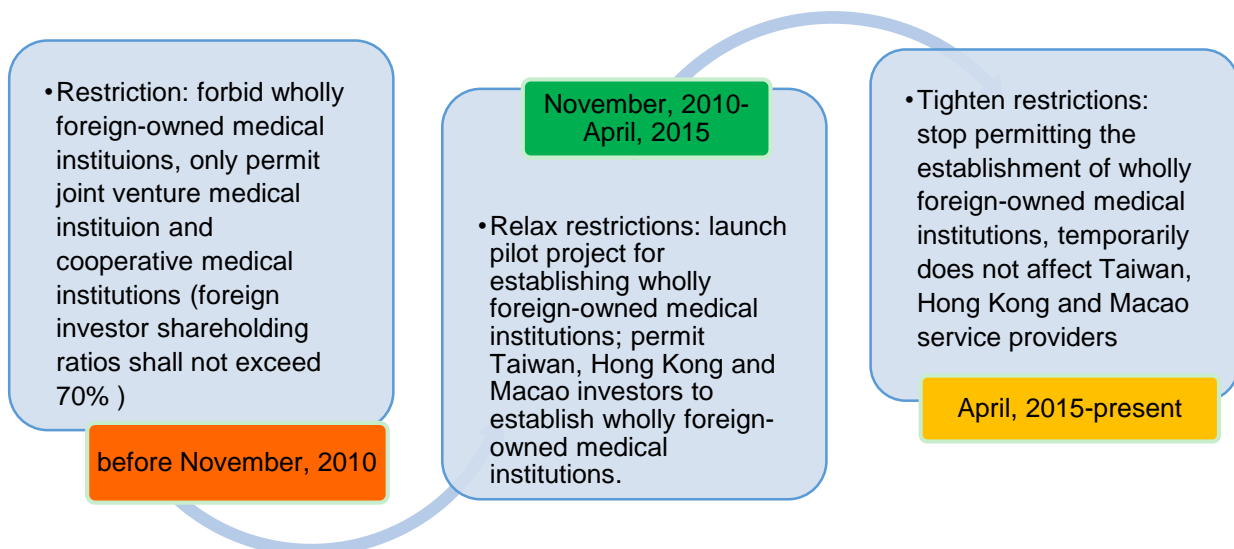 •Restriction: forbid wholly
foreign-owned medical
instituions, only permit
joint venture medical
instituion and
cooperative medical
institutions (foreign
investor shareholding
ratios shall not exceed
70% )
before November, 2010
November, 2010-
April, 2015
•Relax restrictions: launch
pilot project for
establishing wholly
foreign-owned medical
institutions; permit
Taiwan, Hong Kong and
Macao investors to
establish wholly foreign-
owned medical
institutions.
•Tighten restrictions:
stop permitting the
establishment of wholly
foreign-owned medical
institutions, temporarily
does not affect Taiwan,
Hong Kong and Macao
service providers
April, 2015-present